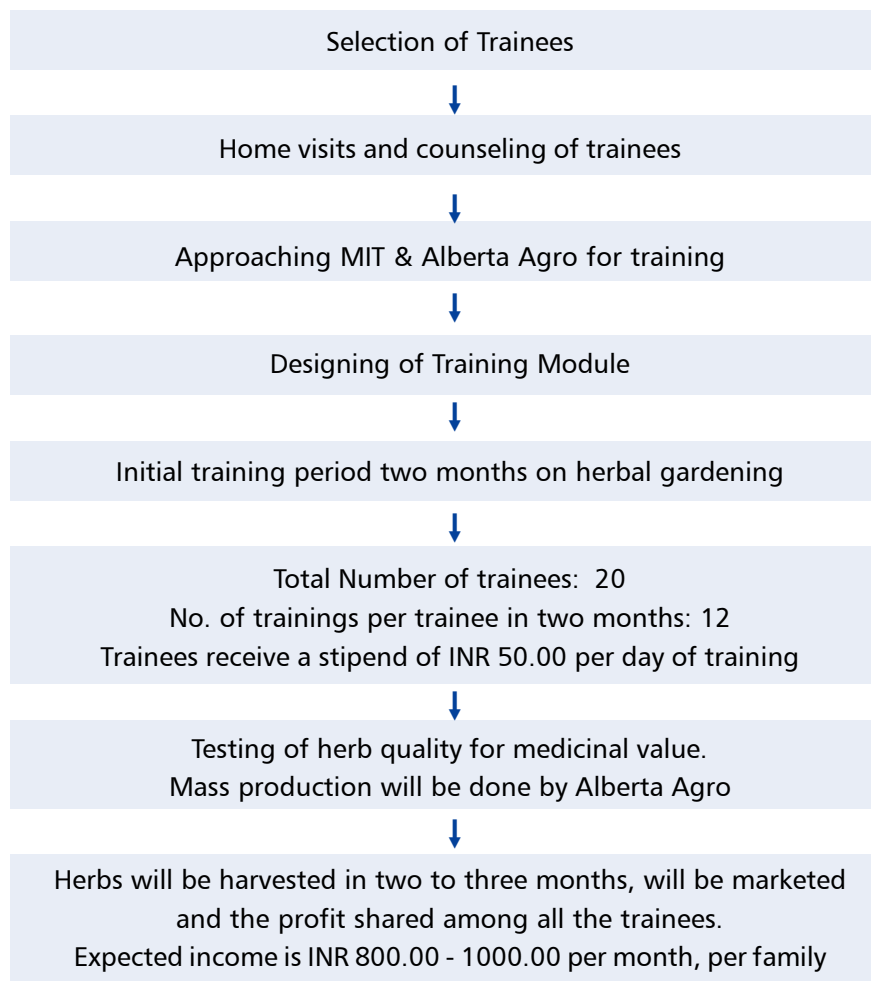 Selection of Trainees
Home visits and counseling of trainees
Approaching MIT & Alberta Agro for training
Designing of Training Module
Initial training period two months on herbal gardening
Total Number of trainees:  20
No. of trainings per trainee in two months: 12
Trainees receive a stipend of INR 50.00 per day of training
Testing of herb quality for medicinal value.
Mass production will be done by Alberta Agro
Herbs will be harvested in two to three months, will be marketed
and the profit shared among all the trainees.
Expected income is INR 800.00 - 1000.00 per month, per family